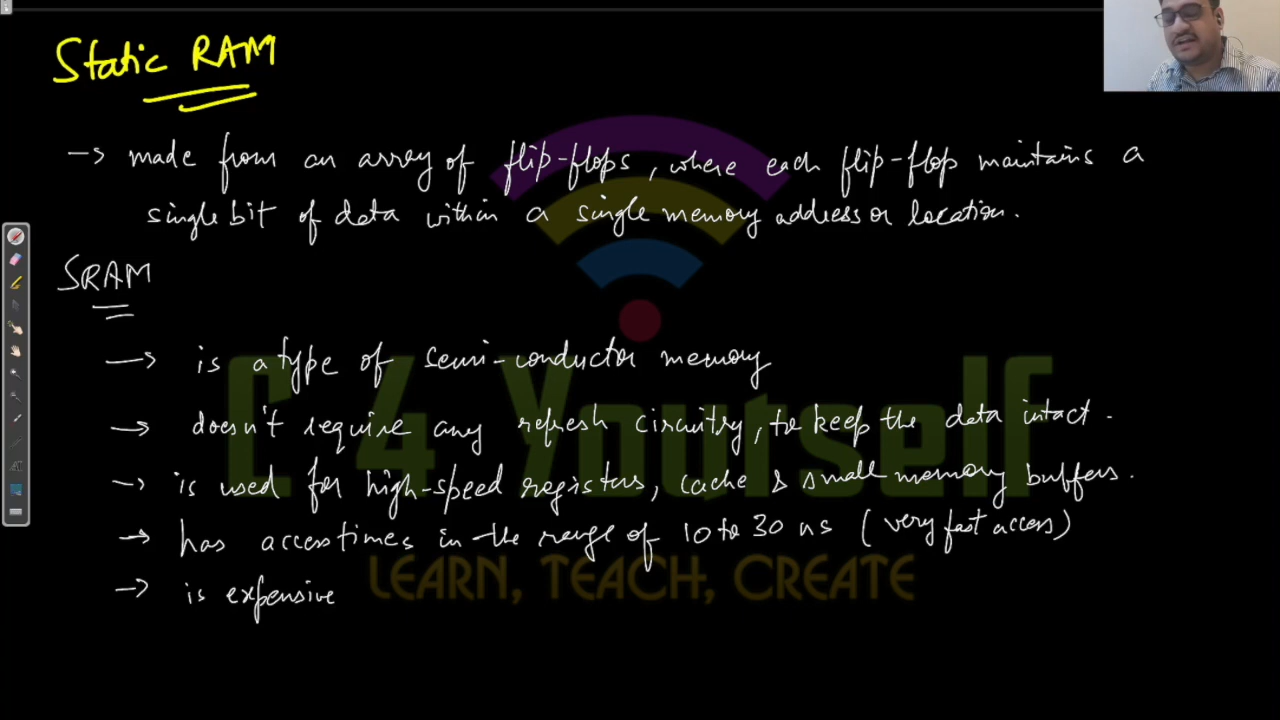 Static RAM
→ made from an array of flip-flops, where each flip-flop maintains a
single bit of data within a single memory address or location.
SRAM
→ is a type of semi-conductor memory
→ doesn't require any refresh circuitry, to keep the data intact.
→ is used for high-speed registers, cache & small memory buffers.
→ has access times in the range of 10 to 30 ns (very fast access)
→ is expensive
C 4 Yourself
LEARN, TEACH, CREATE